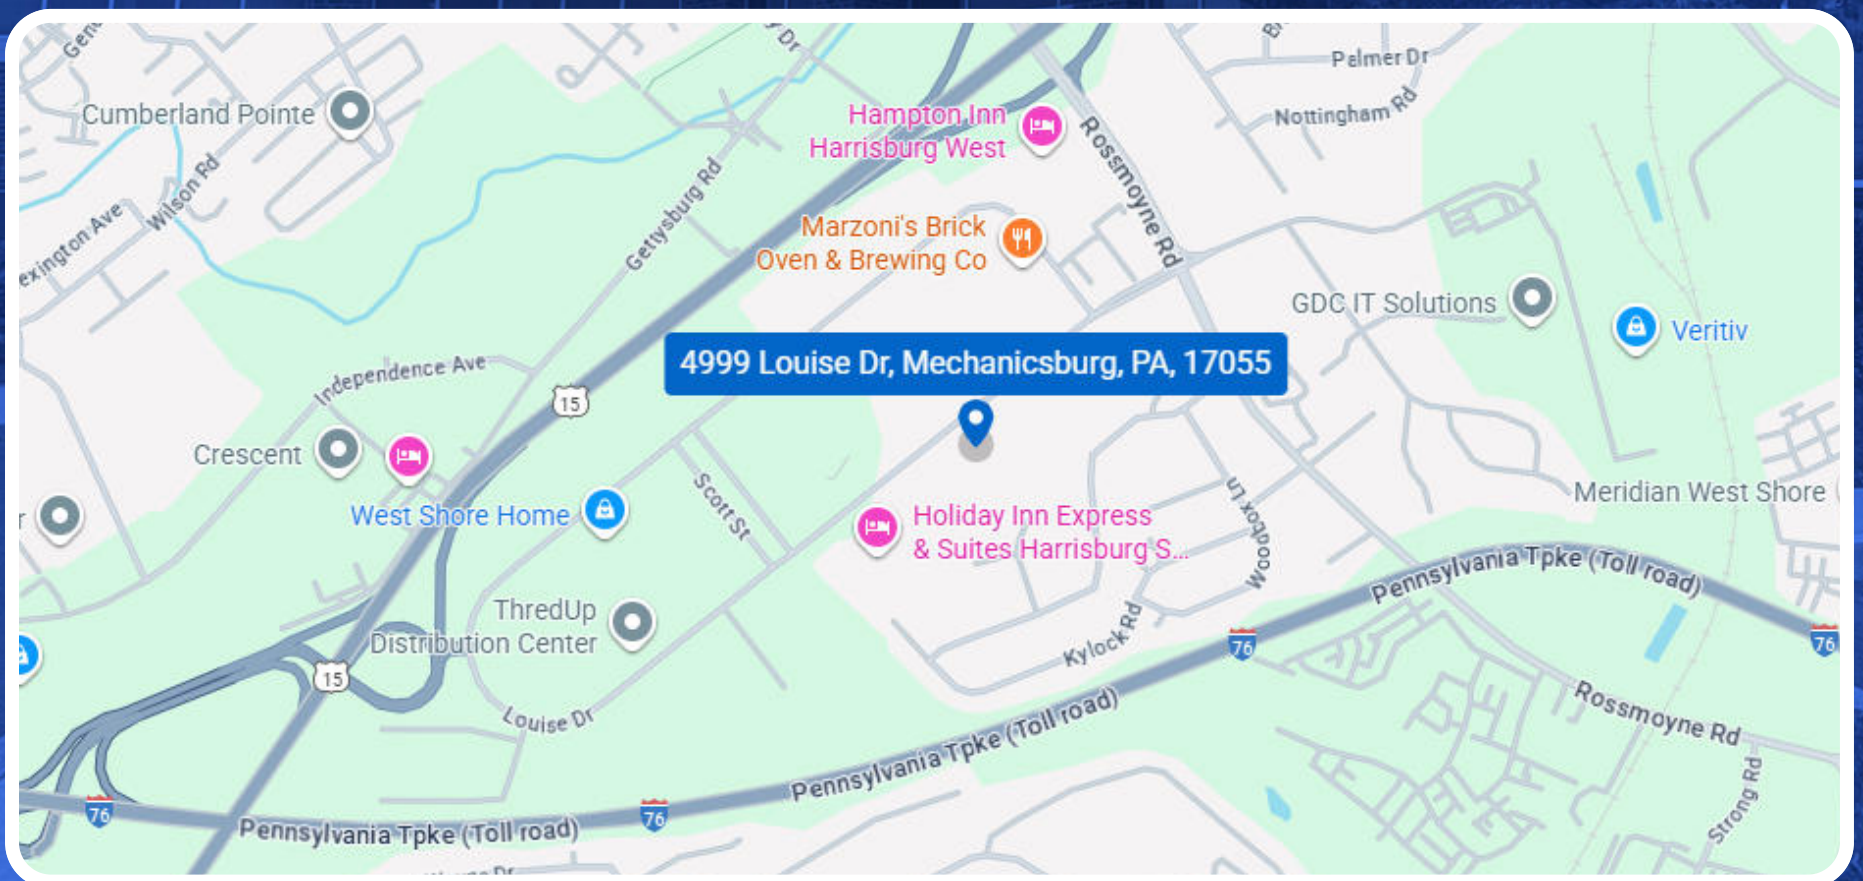 Palmer Dr
Cumberland Pointe
Hampton Inn
Harrisburg West
Nottingham Rd
Rossmoyne Rd
Wilson Rd
Gettysburg Rd
Marzoni's Brick
Oven & Brewing Co
GDC IT Solutions
Veritiv
4999 Louise Dr, Mechanicsburg, PA, 17055
Independence Ave
15
Crescent
West Shore Home
Scott St
Holiday Inn Express
& Suites Harrisburg S...
Woodbox Ln
Meridian West Shore
Pennsylvania Tpke (Toll road)
ThredUp
Distribution Center
Kylock Rd
76
76
15
Louise Dr
Rossmoyne Rd
Pennsylvania Tpke (Toll road)
Strong Rd
76
76
Pennsylvania Tpke (Toll road)